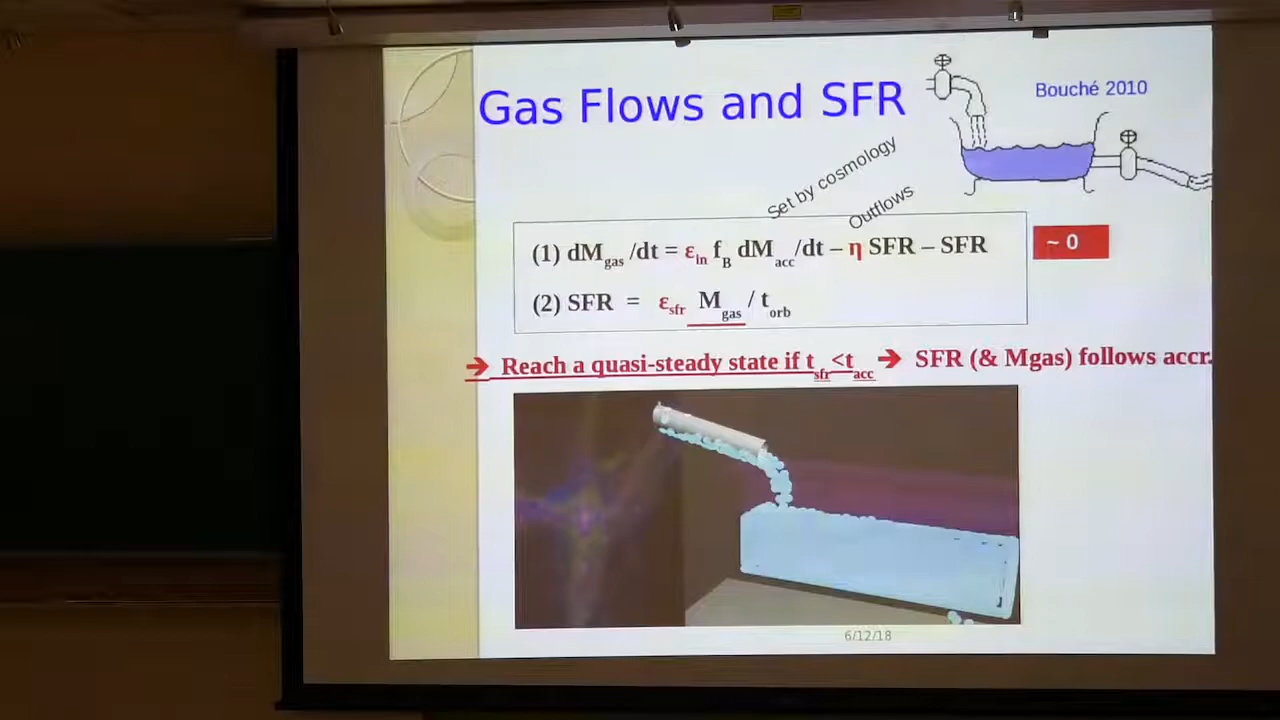 Gas Flows and SFR
Bouché 2010
Set by cosmology
Outflows
(1) dMgas /dt = εin fB dMacc/dt – η SFR – SFR
~ 0
(2) SFR = εsfr Mgas / torb
➔ Reach a quasi-steady state if tsfr<tacc ➔ SFR (& Mgas) follows accr.
6/12/18